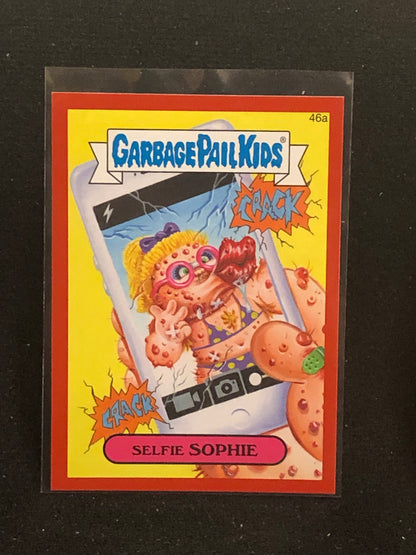 46a
GARBAGE PAIL KIDS®
CRACK
CRACK
SELFIE SOPHIE